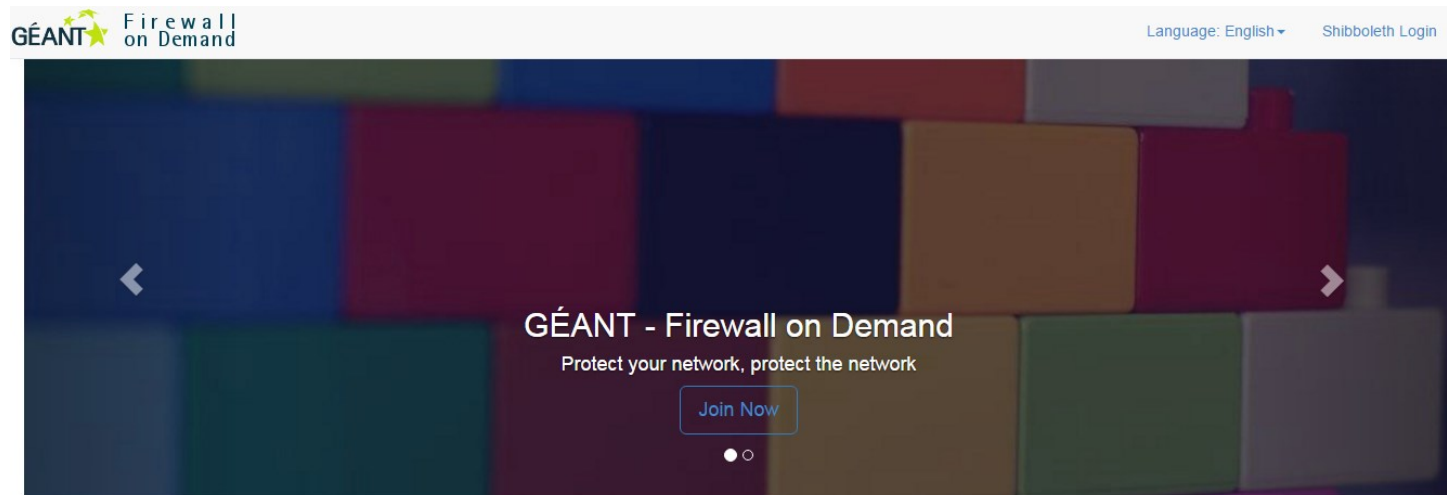 GÉANT
Firewall
on Demand
Language: English
Shibboleth Login
GÉANT - Firewall on Demand
Protect your network, protect the network
Join Now